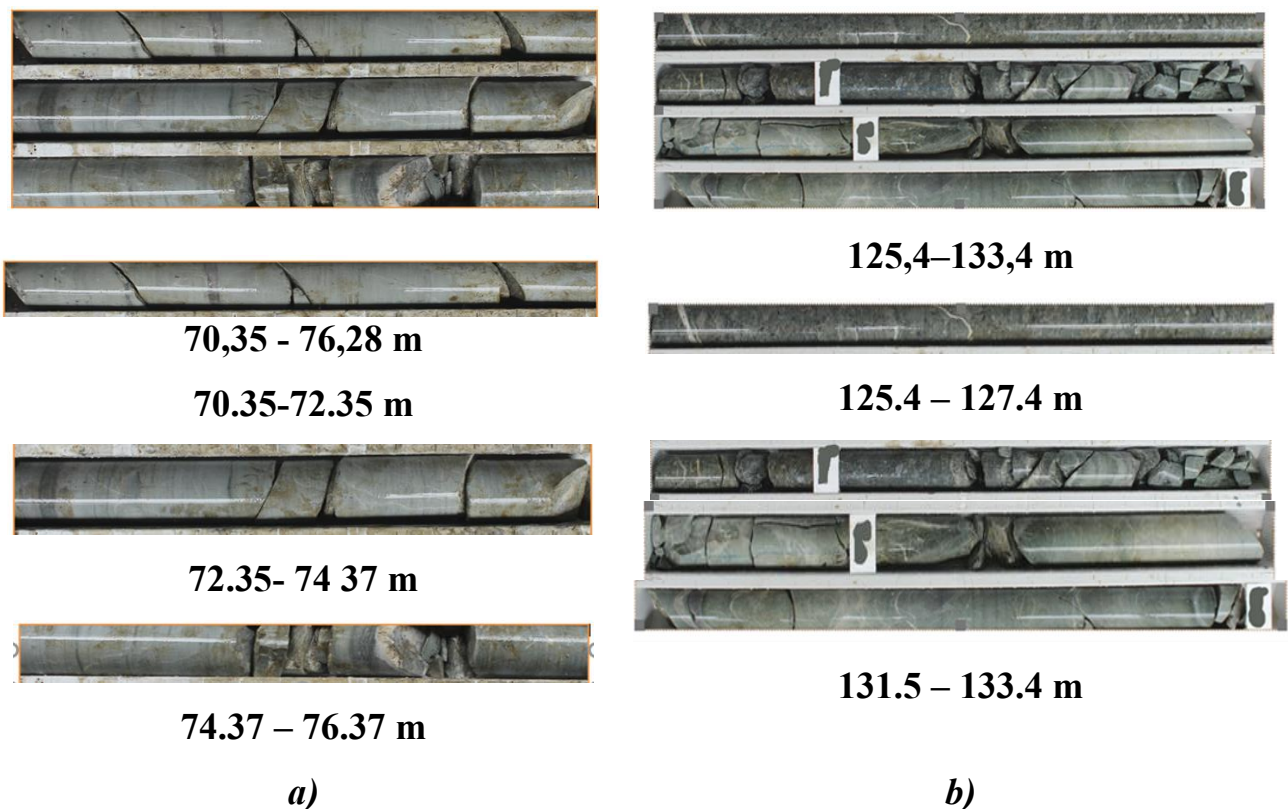 70,35 - 76,28 m
70.35-72.35 m
72.35- 74 37 m
74.37 – 76.37 m
a)
125,4–133,4 m
125.4 – 127.4 m
131.5 – 133.4 m
b)